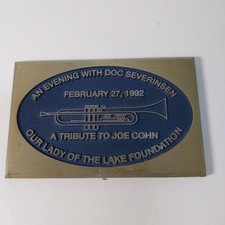 AN EVENING WITH DOC SEVERINSEN
FEBRUARY 27, 1992
A TRIBUTE TO JOE COHN
OUR LADY OF THE LAKE FOUNDATION